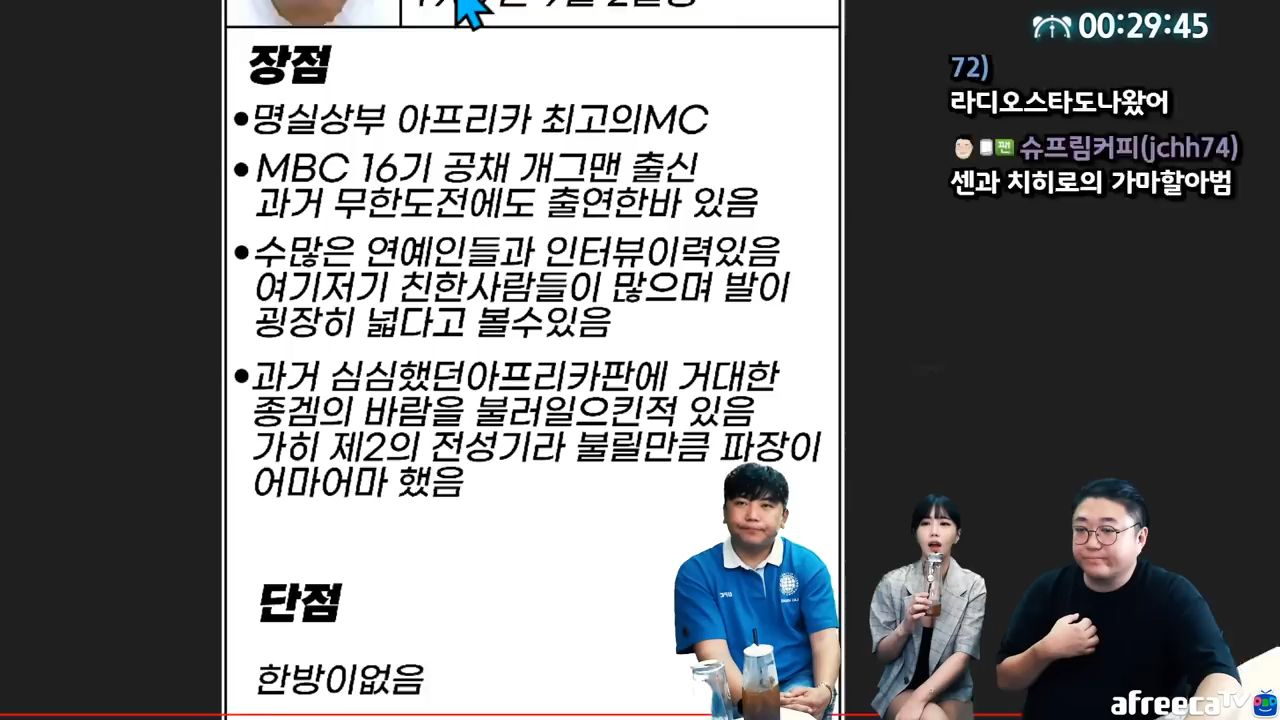 장점
•명실상부 아프리카 최고의MC
•MBC 16기 공채 개그맨 출신
과거 무한도전에도 출연한바 있음
•수많은 연예인들과 인터뷰이력있음
여기저기 친한사람들이 많으며 발이
굉장히 넓다고 볼수있음
•과거 심심했던아프리카판에 거대한
종겜의 바람을 불러일으킨적 있음
가히 제2의 전성기라 불릴만큼 파장이
어마어마 했음
단점
한방이없음
00:29:45
72)
라디오스타도나왔어
팬 슈프림커피(jchh74)
센과 치히로의 가마할아범
afreecaTV